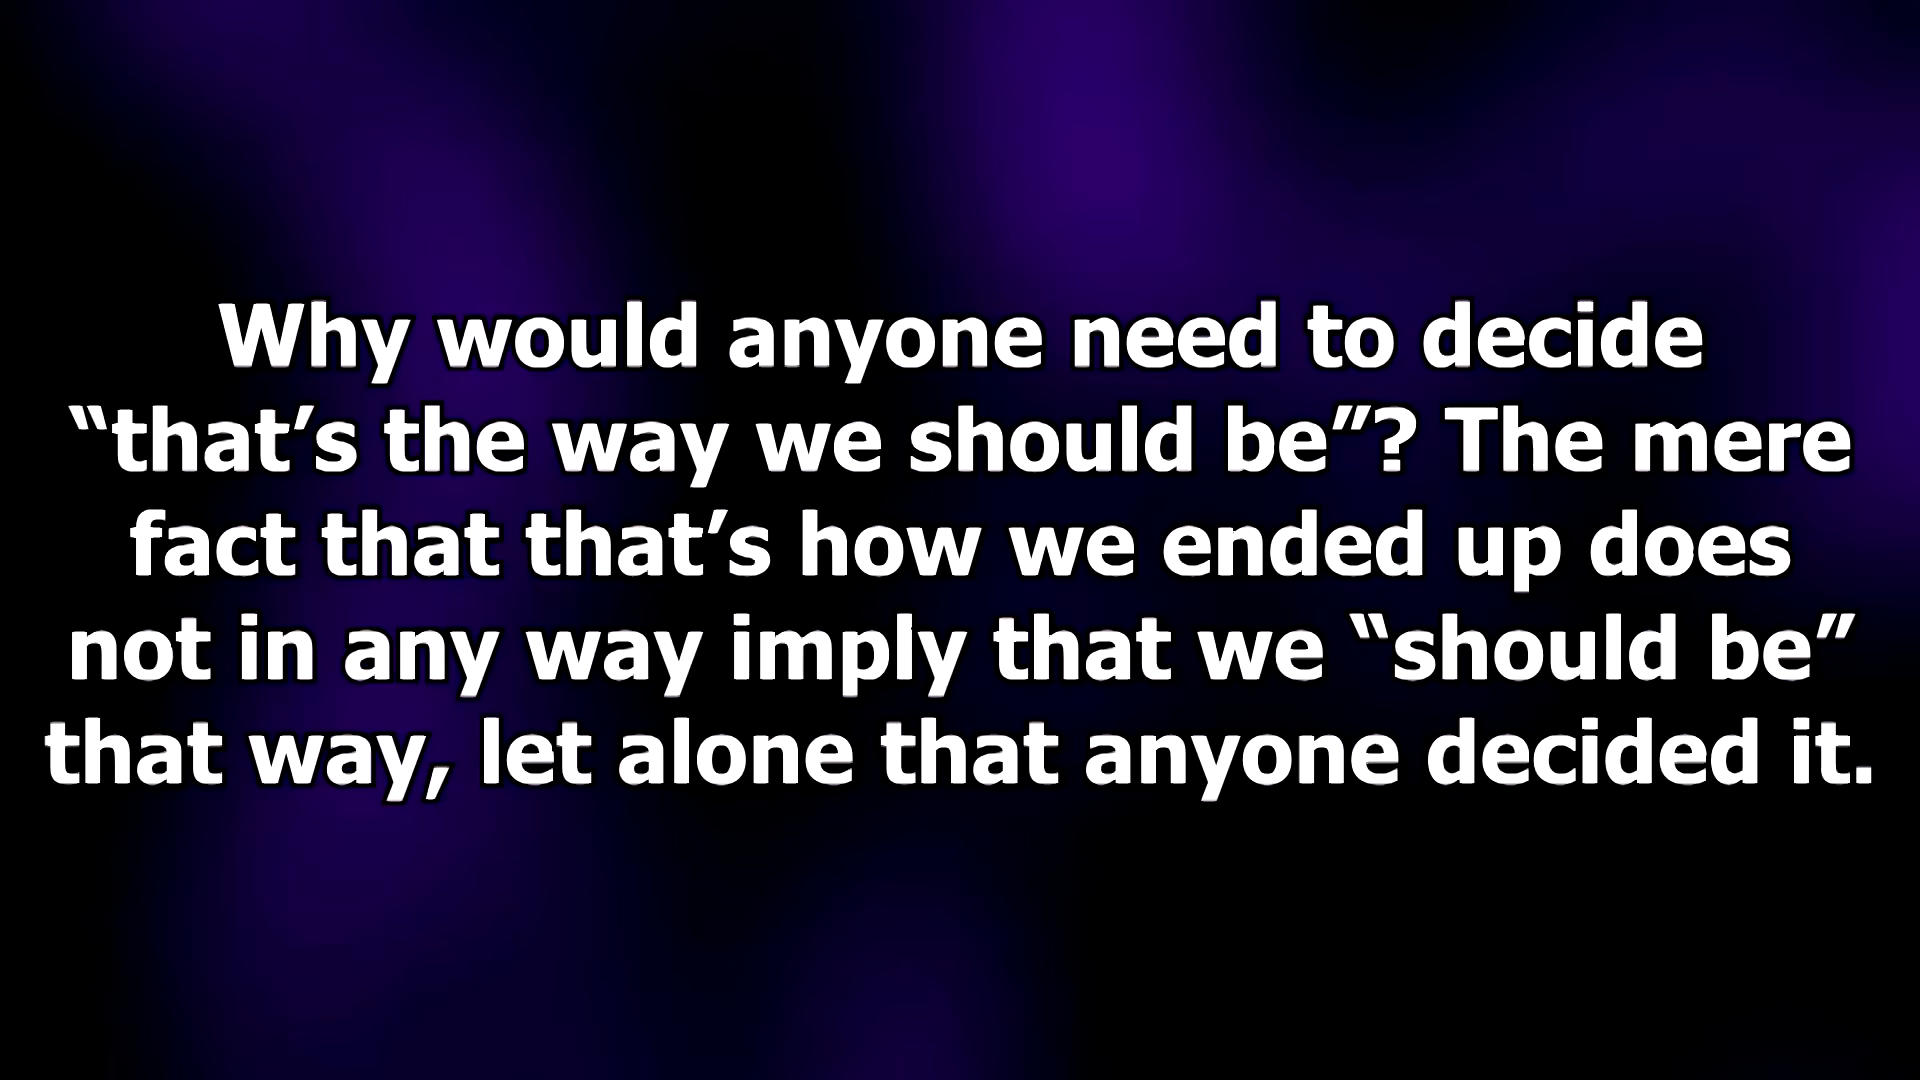 Why would anyone need to decide
“that’s the way we should be”? The mere
fact that that’s how we ended up does
not in any way imply that we “should be”
that way, let alone that anyone decided it.